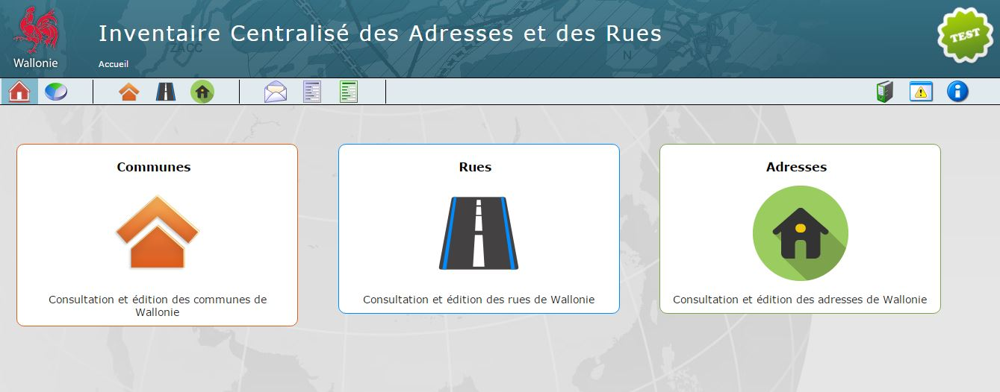 Inventaire Centralisé des Adresses et des Rues
TEST
ZACC
N
Wallonie
Accueil
Communes
Consultation et édition des communes de
Wallonie
Rues
Consultation et édition des rues de Wallonie
Adresses
Consultation et édition des adresses de Wallonie